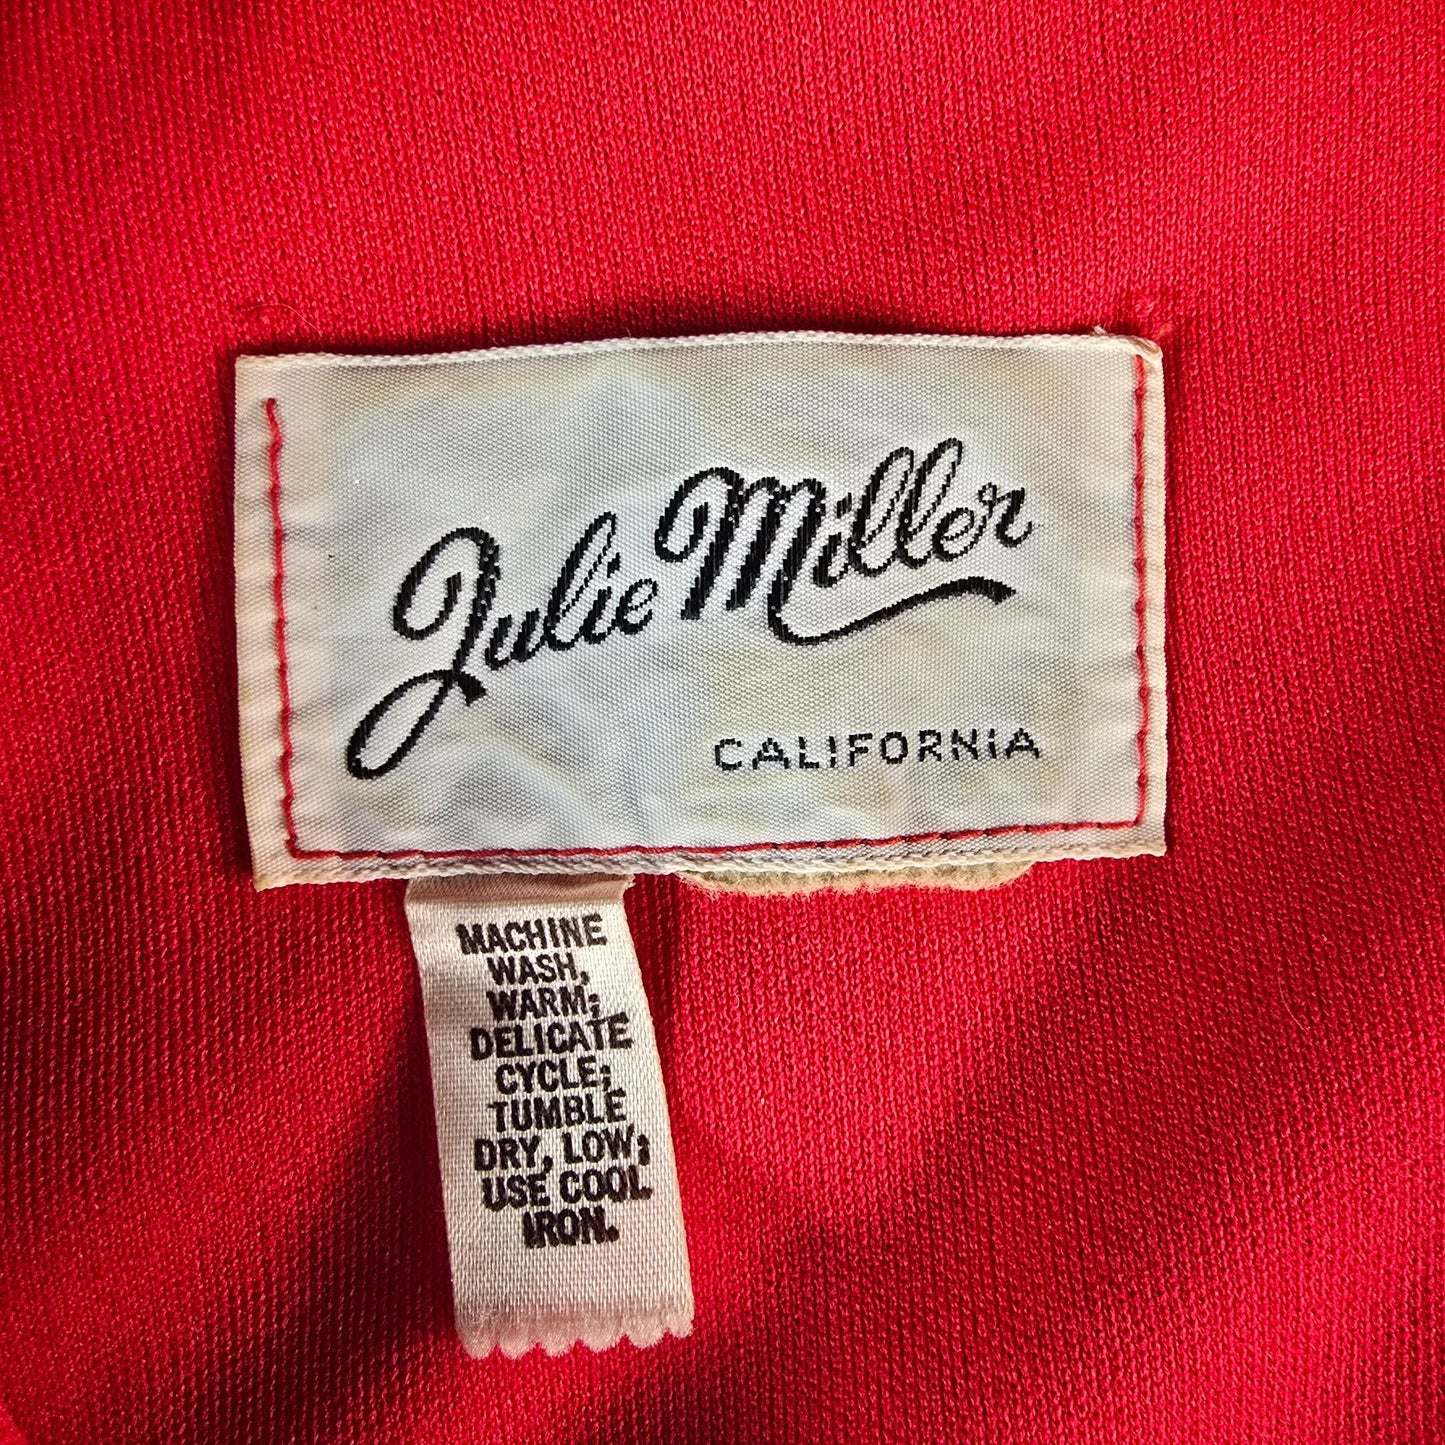 Julie Miller
CALIFORNIA
MACHINE
WASH,
WARM;
DELICATE
CYCLE;
TUMBLE
DRY, LOW;
USE COOL
IRON.